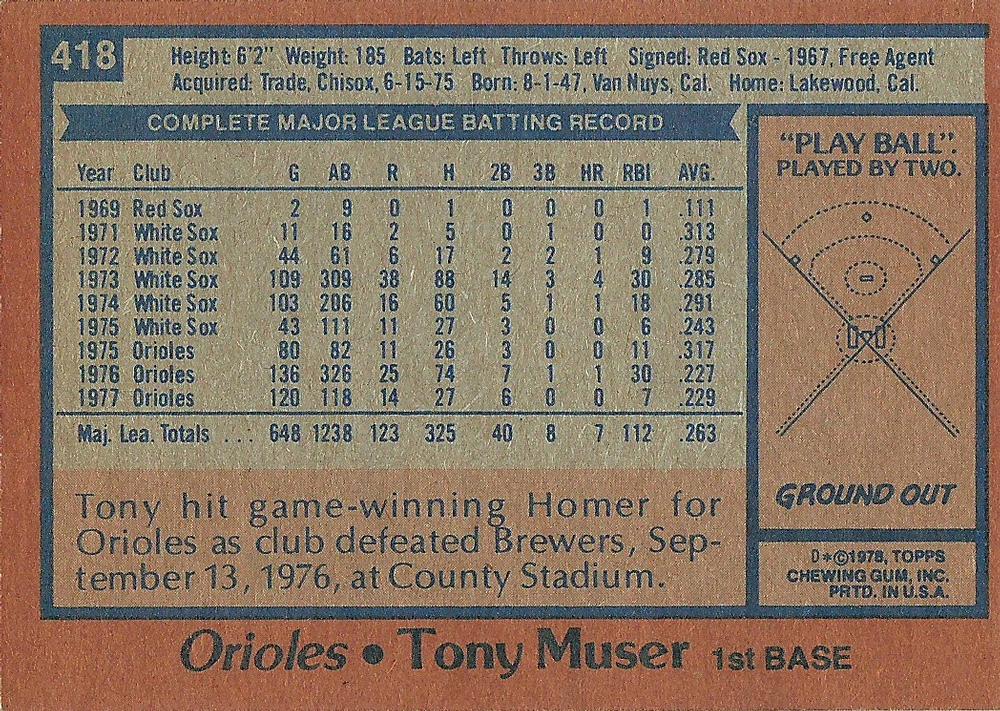 418
Height: 6'2" Weight: 185 Bats: Left Throws: Left Signed: Red Sox - 1967, Free Agent
Acquired: Trade, Chisox, 6-15-75 Born: 8-1-47, Van Nuys, Cal. Home: Lakewood, Cal.
COMPLETE MAJOR LEAGUE BATTING RECORD
Year Club G AB R H 2B 3B HR RBI AVG.
1969 Red Sox 2 9 0 1 0 0 0 1 .111
1971 White Sox 11 16 2 5 0 1 0 0 .313
1972 White Sox 44 61 6 17 2 2 1 9 .279
1973 White Sox 109 309 38 88 14 3 4 30 .285
1974 White Sox 103 206 16 60 5 1 1 18 .291
1975 White Sox 43 111 11 27 3 0 0 6 .243
1975 Orioles 80 82 11 26 3 0 0 11 .317
1976 Orioles 136 326 25 74 7 1 1 30 .227
1977 Orioles 120 118 14 27 6 0 0 7 .229
Maj. Lea. Totals .... 648 1238 123 325 40 8 7 112 .263
Tony hit game-winning Homer for
Orioles as club defeated Brewers, Sep-
tember 13, 1976, at County Stadium.
"PLAY BALL".
PLAYED BY TWO.
GROUND OUT
D*©1978, TOPPS
CHEWING GUM, INC.
PRTD. IN U.S.A.
Orioles • Tony Muser 1st BASE